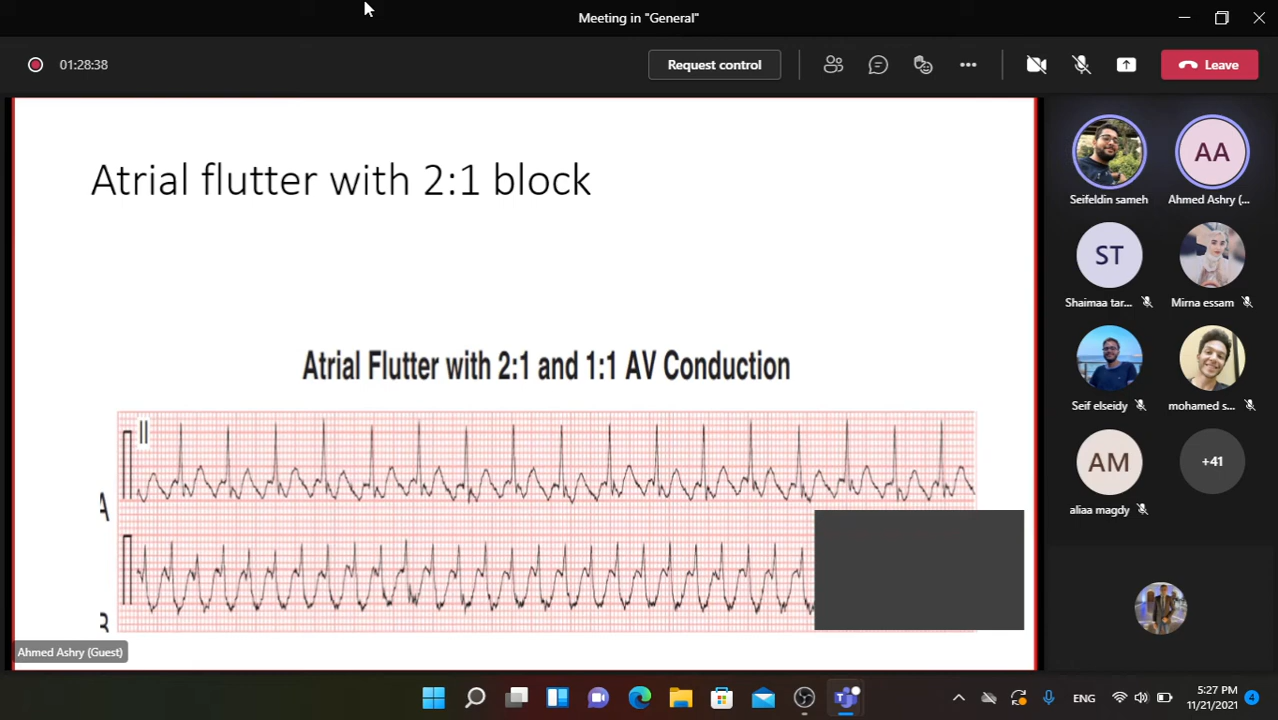 Meeting in "General"
01:28:38
Request control
Leave
Atrial flutter with 2:1 block
Atrial Flutter with 2:1 and 1:1 AV Conduction
II
A
B
Ahmed Ashry (Guest)
AA
Seifeldin sameh
Ahmed Ashry (...
ST
Shaimaa tar...
Mirna essam
Seif elseidy
mohamed s...
AM
+41
aliaa magdy
ENG
5:27 PM
11/21/2021
4